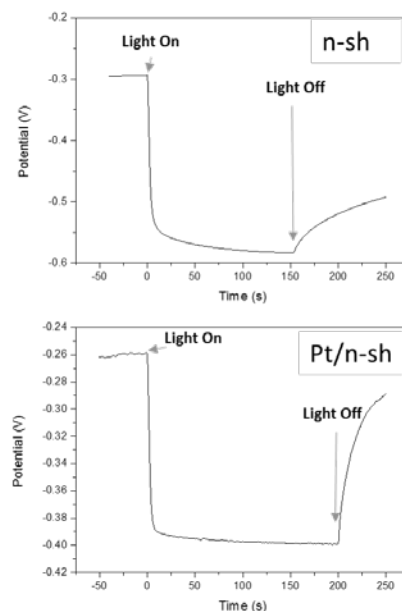 -0.2
n-sh
Light On
-0.3
Light Off
-0.4
Potential (V)
-0.5
-0.6
-50 0 50 100 150 200 250
Time (s)
-0.24
Pt/n-sh
Light On
-0.26
-0.28
-0.30
Light Off
-0.32
Potential (V)
-0.34
-0.36
-0.38
-0.40
-0.42
-50 0 50 100 150 200 250
Time (s)